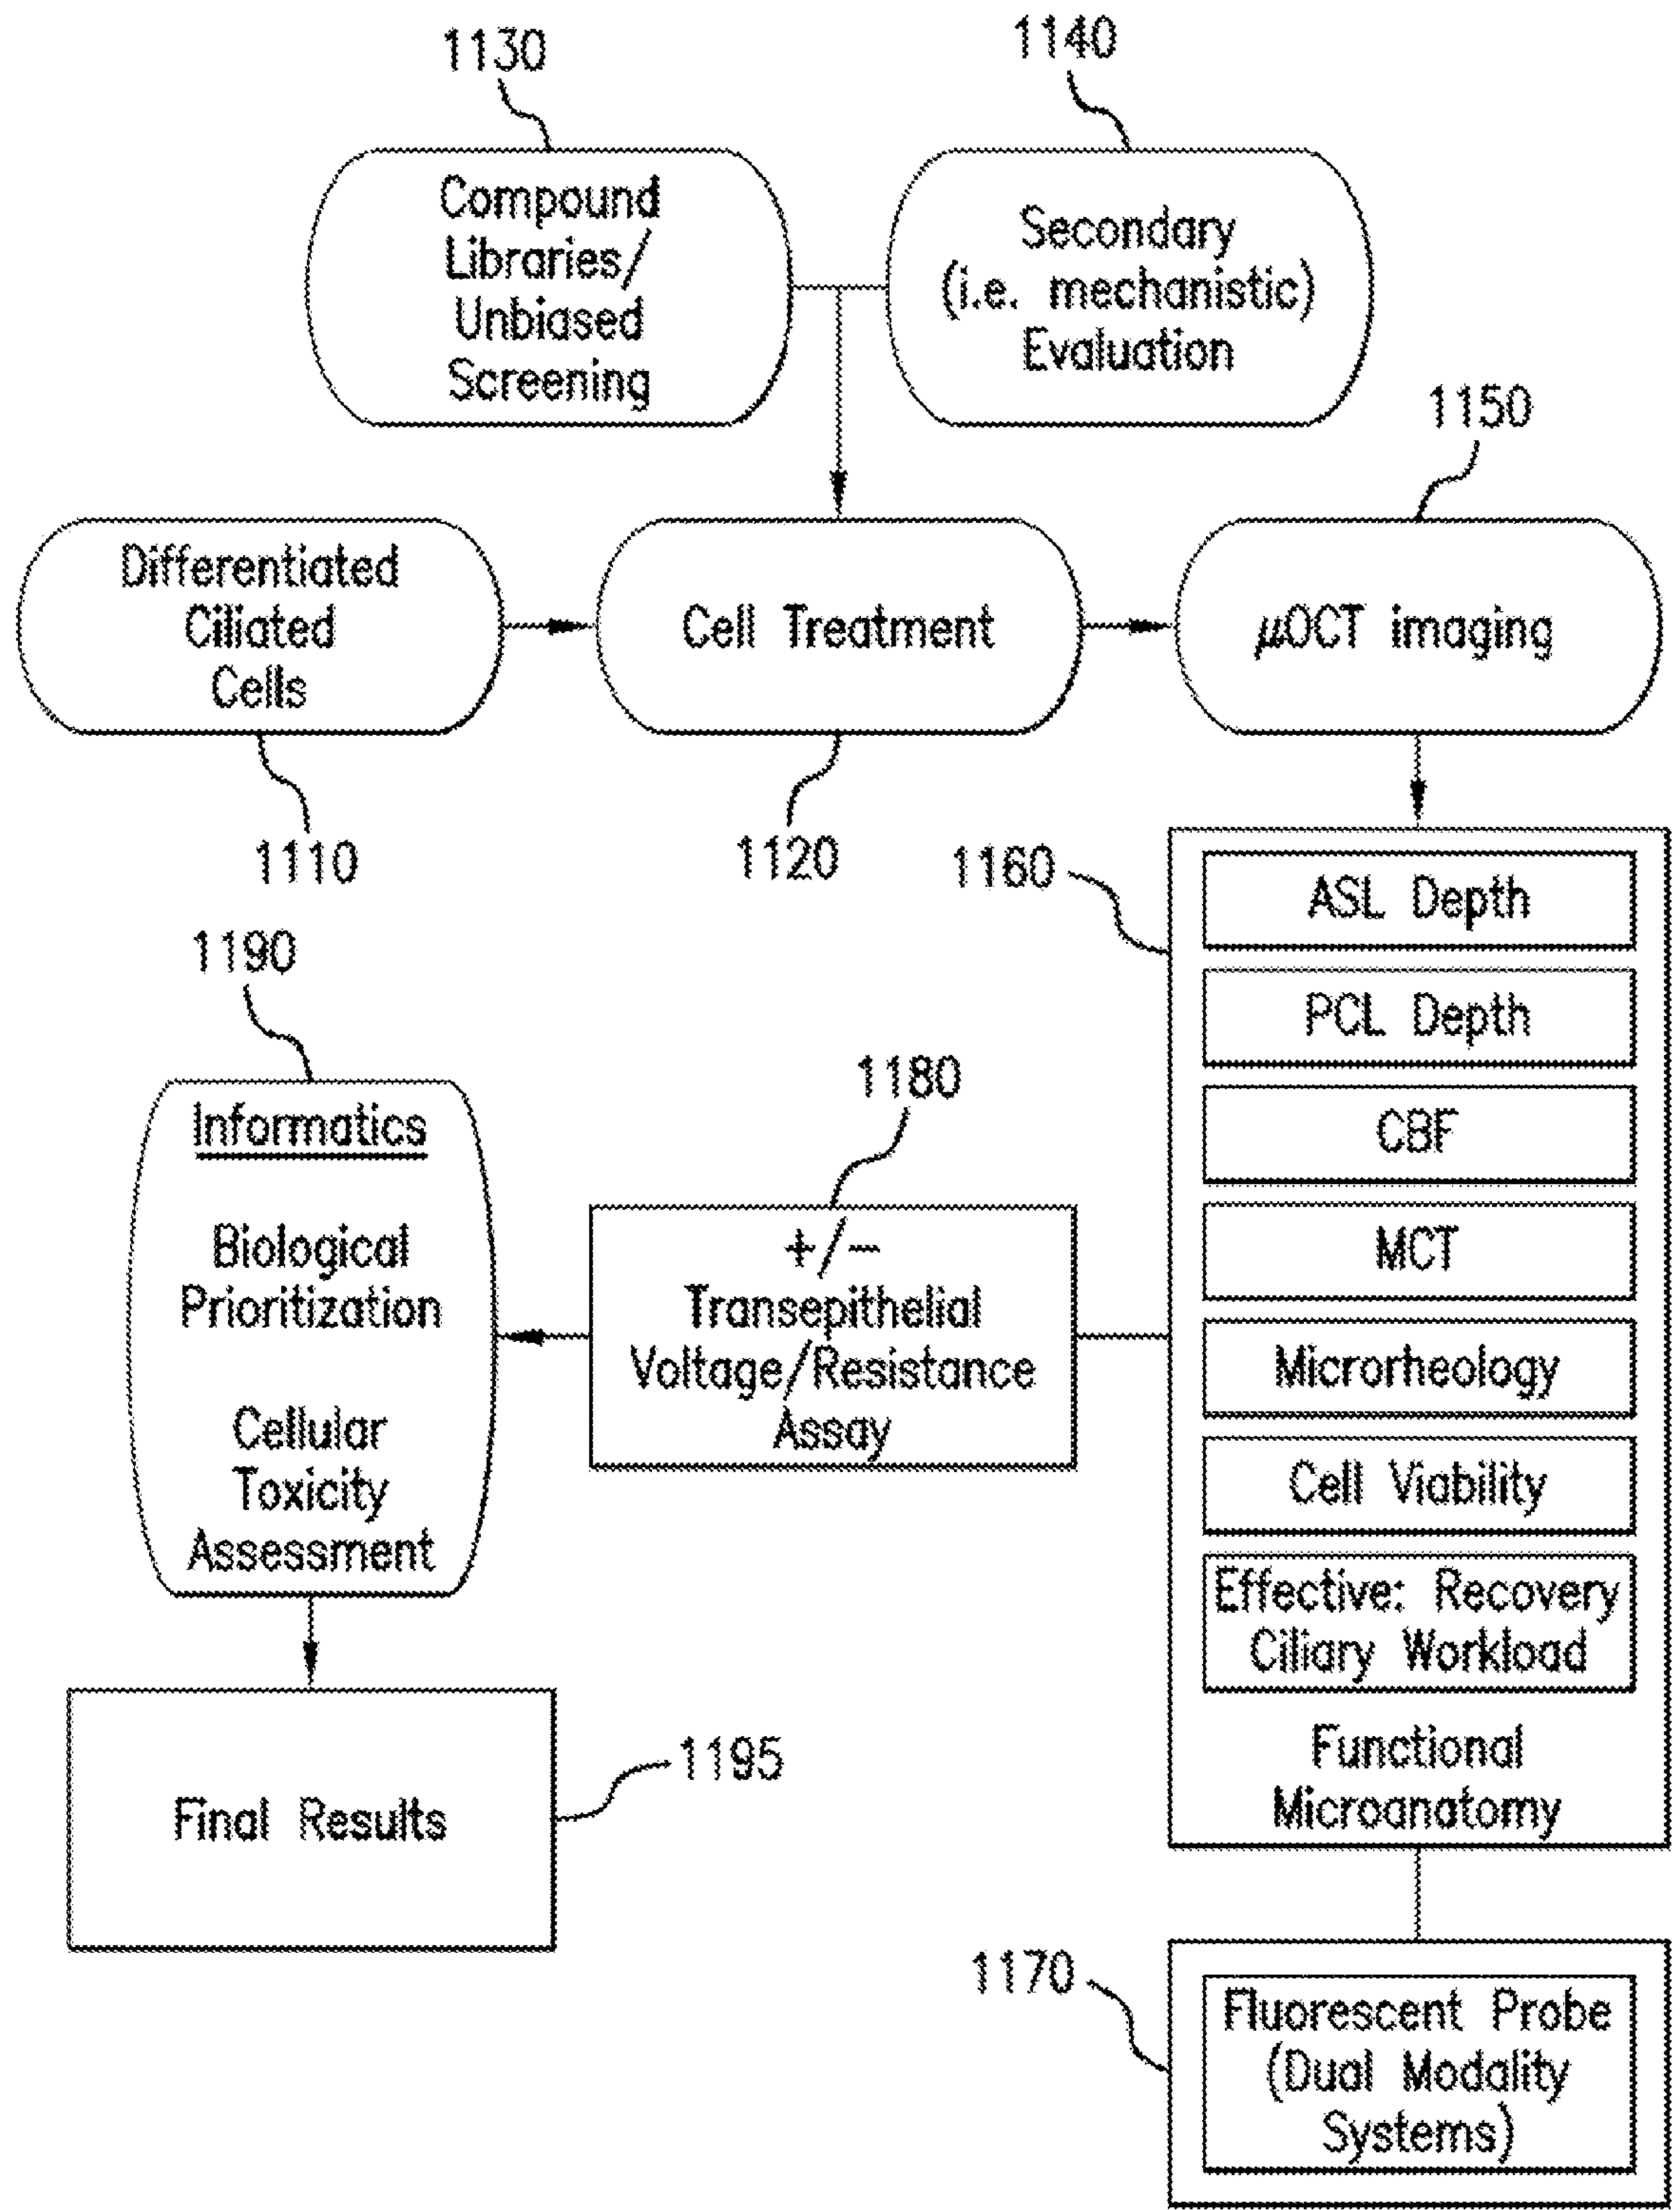 1130
1140
Compound
Libraries/
Unbiased
Screening
Secondary
(i.e. mechanistic)
Evaluation
1150
Differentiated
Ciliated
Cells
Cell Treatment
μOCT imaging
1110
1120
1160
ASL Depth
PCL Depth
CBF
MCT
Microrheology
Cell Viability
Effective: Recovery
Ciliary Workload
Functional
Microanatomy
1190
Informatics
Biological
Prioritization
Cellular
Toxicity
Assessment
1180
+/−
Transepithelial
Voltage/Resistance
Assay
Final Results
1195
1170
Fluorescent Probe
(Dual Modality
Systems)